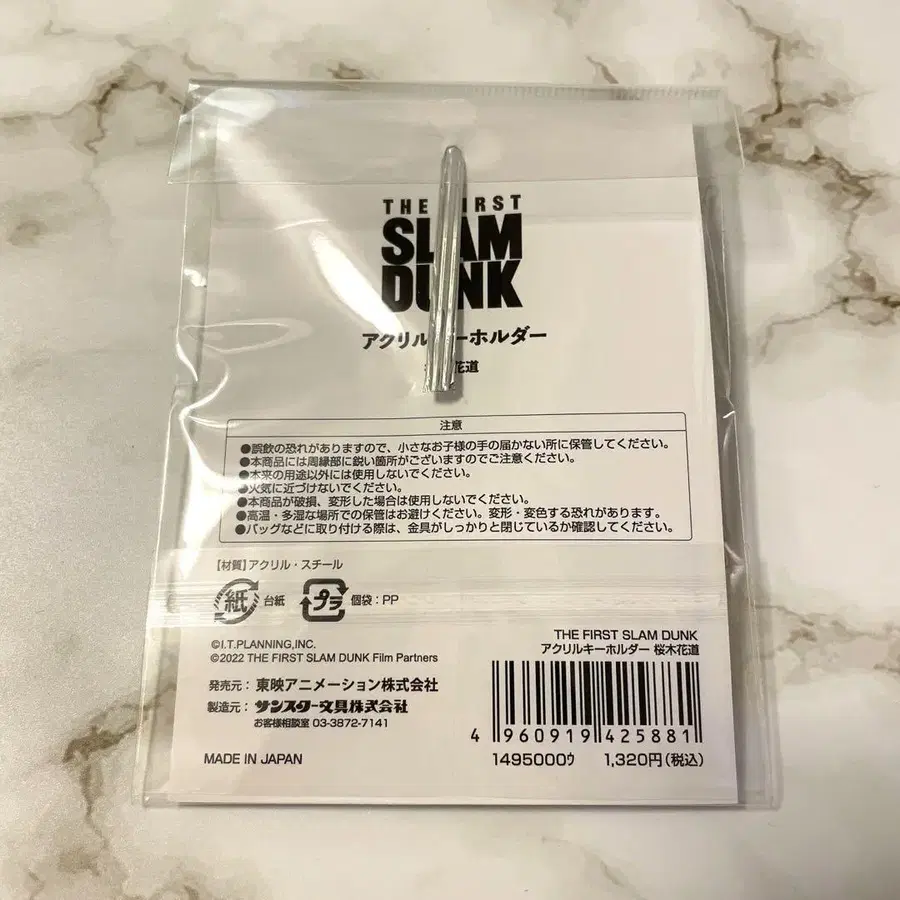 THE FIRST
SLAM
DUNK
アクリルキーホルダー
花道
注意
●誤飲の恐れがありますので、小さなお子様の手の届かない所に保管してください。
●本商品には周縁部に鋭い箇所がございますのでご注意ください。
●本来の用途以外には使用しないでください。
●火気に近づけないでください。
●本商品が破損、変形した場合は使用しないでください。
●高温・多湿な場所での保管はお避けください。変形・変色する恐れがあります。
●バッグなどに取り付ける際は、金具がしっかりと閉じているか確認してください。
【材質】アクリル・スチール
紙 台紙 プラ 個袋：PP
©I.T.PLANNING,INC.
©2022 THE FIRST SLAM DUNK Film Partners
発売元： 東映アニメーション株式会社
製造元： サンスター文具株式会社
お客様相談室 03-3872-7141
MADE IN JAPAN
THE FIRST SLAM DUNK
アクリルキーホルダー 桜木花道
4 960919 425881
1495000ｳ 1,320円（税込）